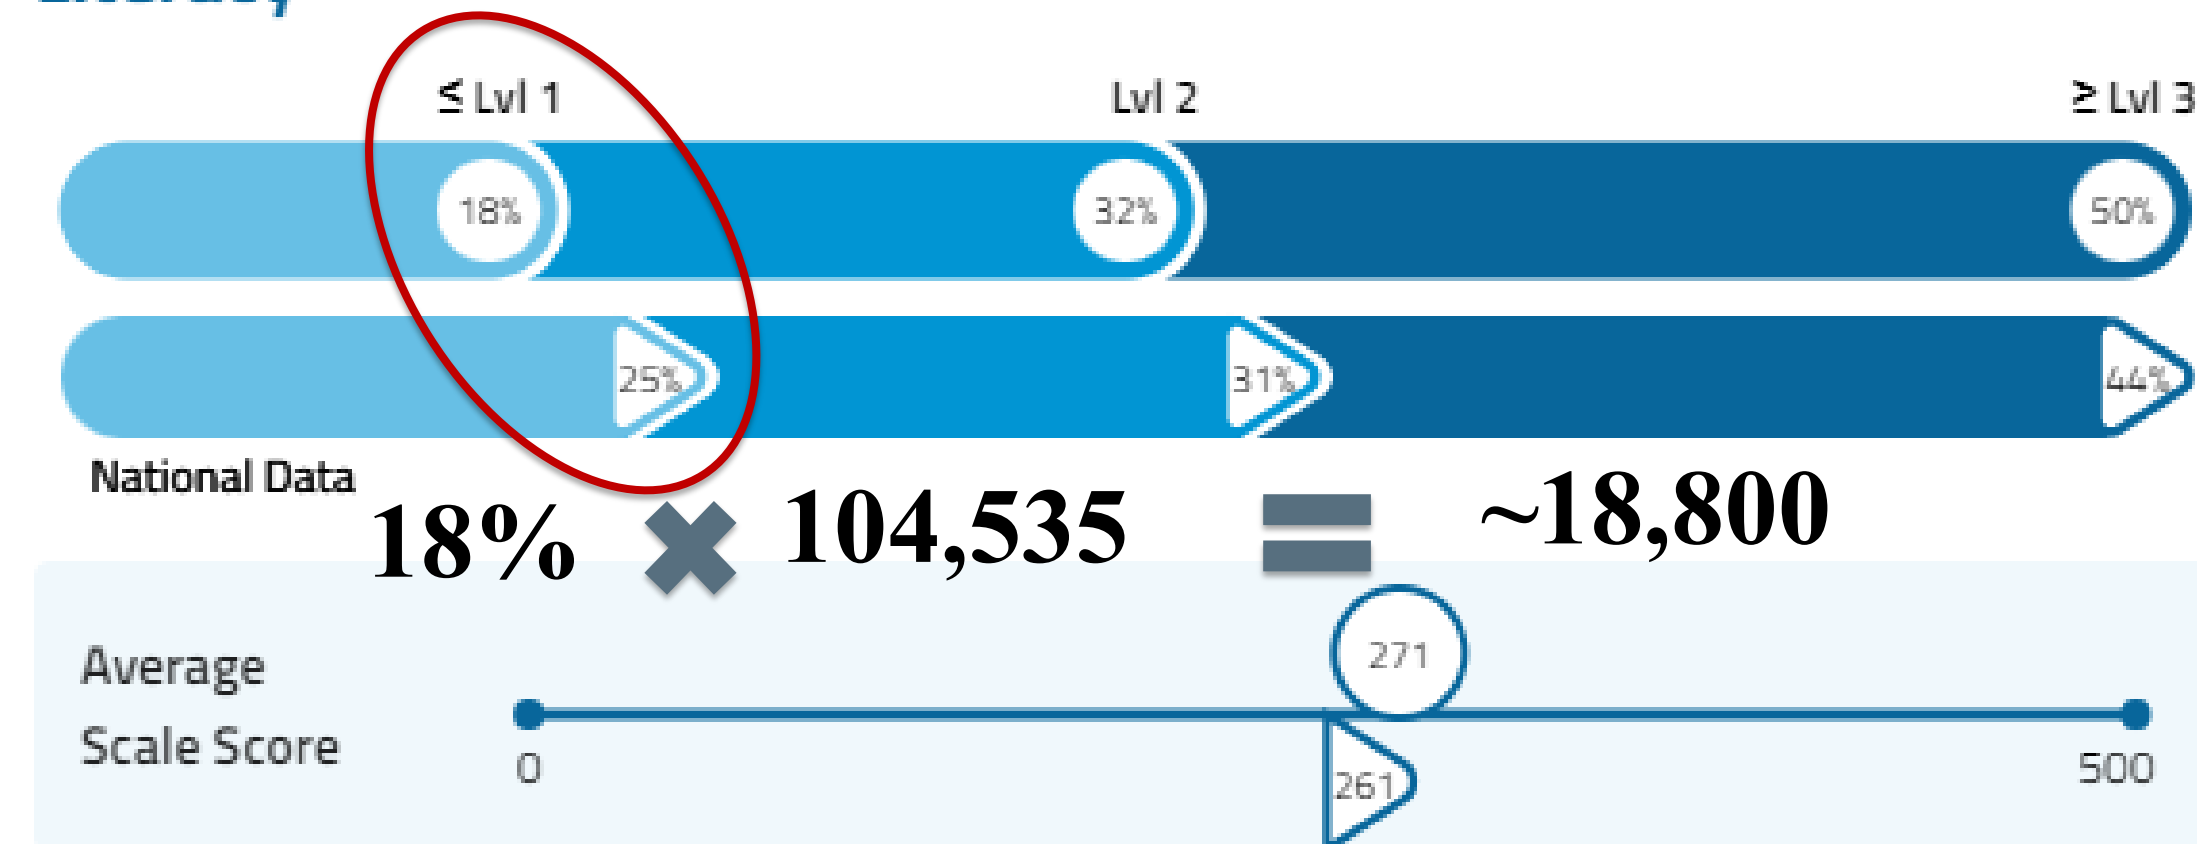 ≤ Lvl 1 Lvl 2 ≥ Lvl 3
18% 32% 50%
25% 31% 44%
National Data
18% ✖ 104,535 = ~18,800
271
Average
Scale Score
0 500
261